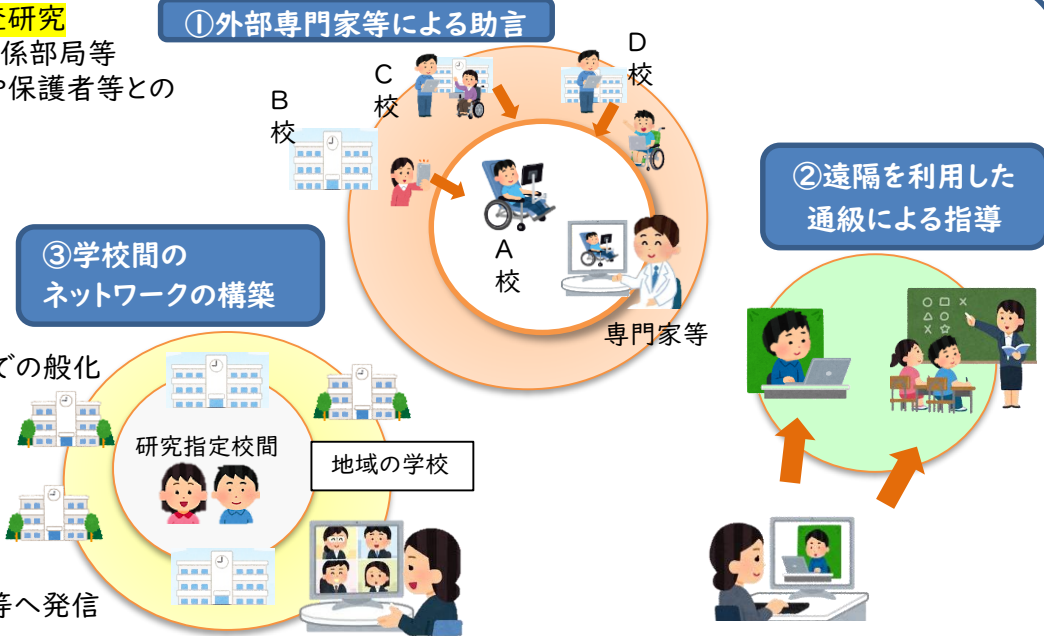 ①外部専門家等による助言
研究
係部局等
保護者等との
B
校
C
校
D
校
A
校
専門家等
②遠隔を利用した
通級による指導
○ □ ×
△ ○
× ☆
③学校間の
ネットワークの構築
での般化
研究指定校間
地域の学校
等へ発信